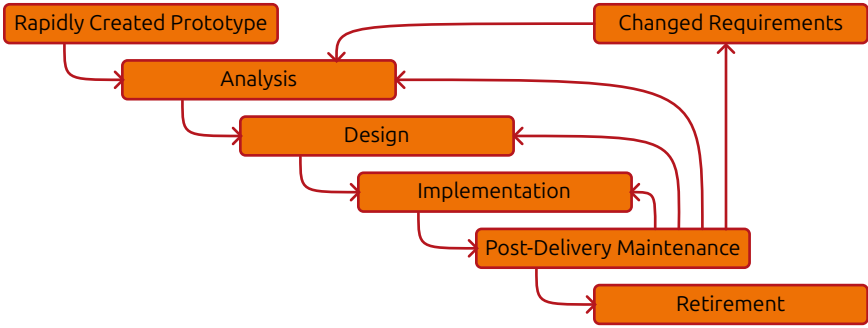 Rapidly Created Prototype
Changed Requirements
Analysis
Design
Implementation
Post-Delivery Maintenance
Retirement